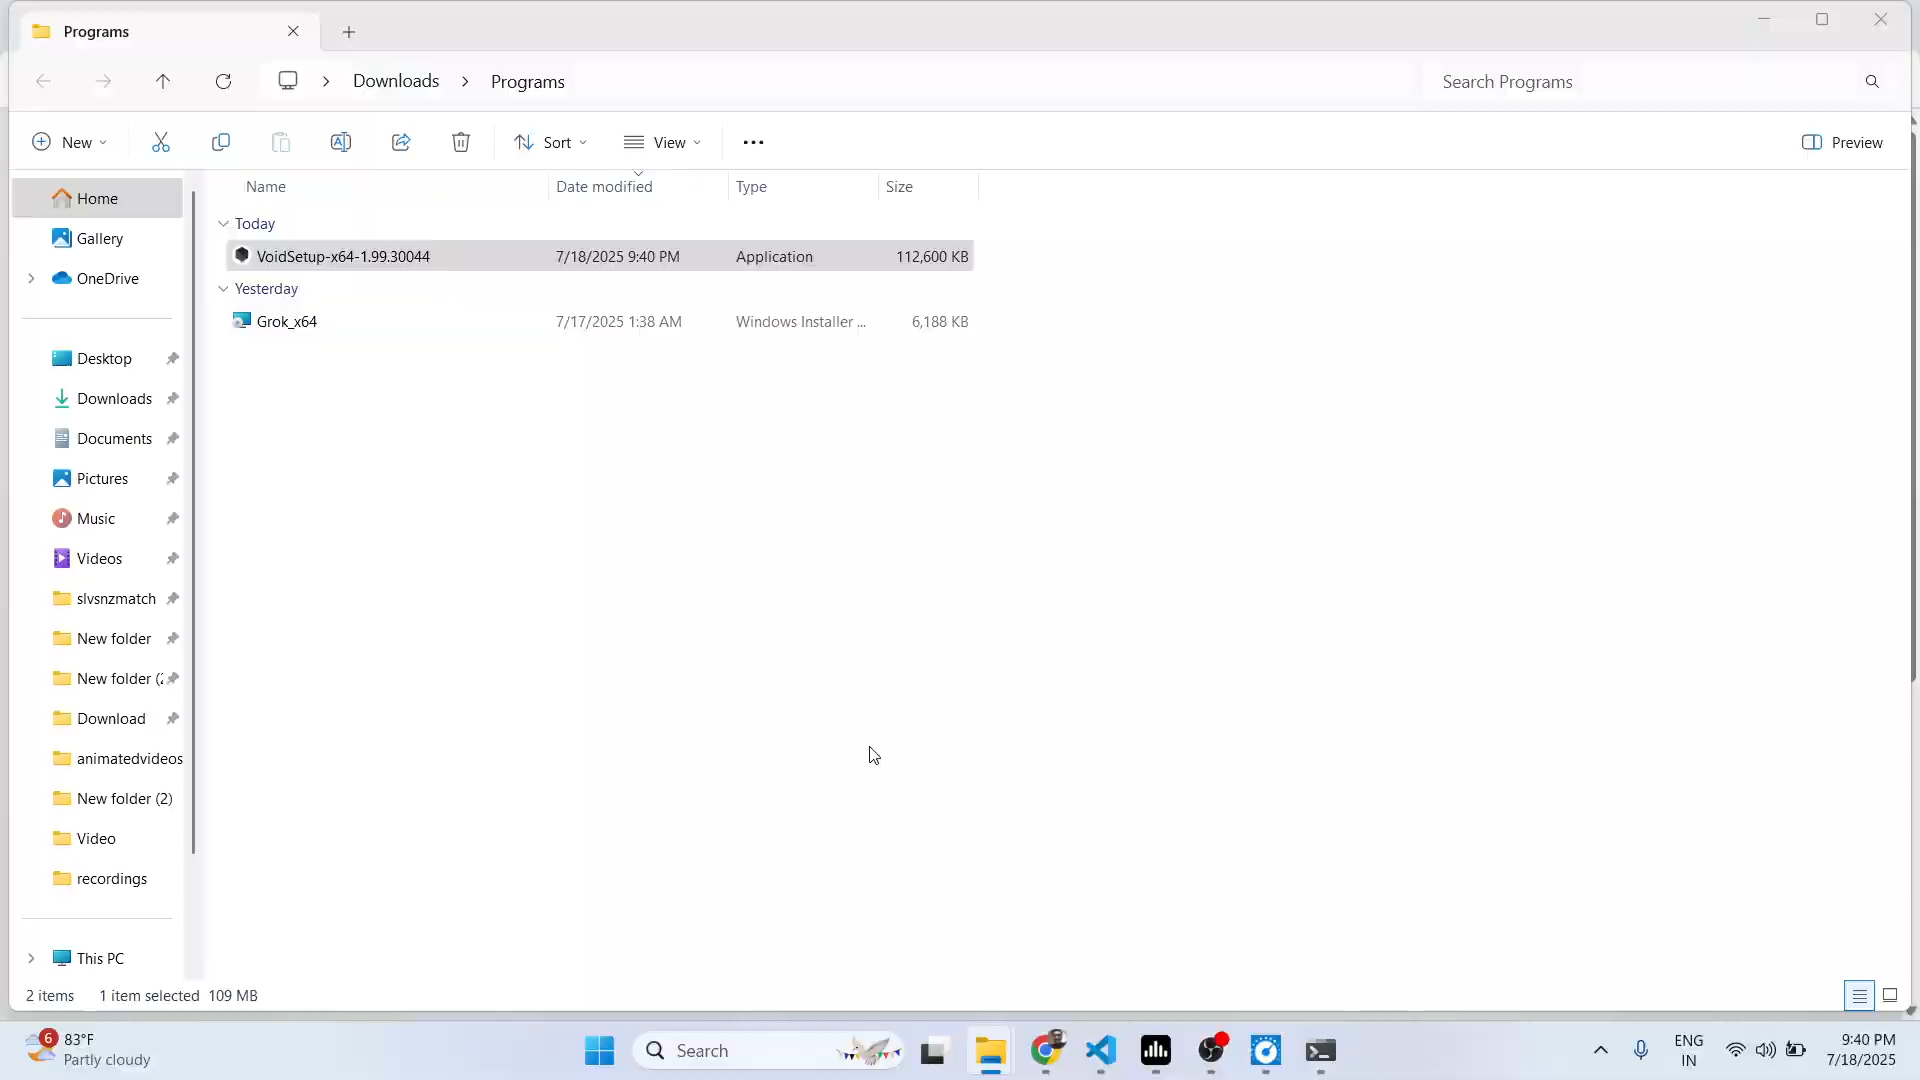 Programs
Downloads
Programs
Search Programs
New
Sort
View
Preview
Name
Date modified
Type
Size
Today
VoidSetup-x64-1.99.30044
7/18/2025 9:40 PM
Application
112,600 KB
Yesterday
Grok_x64
7/17/2025 1:38 AM
Windows Installer ...
6,188 KB
Home
Gallery
OneDrive
Desktop
Downloads
Documents
Pictures
Music
Videos
slvsnzmatch
New folder
New folder (2
Download
animatedvideos
New folder (2)
Video
recordings
This PC
2 items
1 item selected 109 MB
6
83°F
Partly cloudy
Search
ENG
IN
9:40 PM
7/18/2025